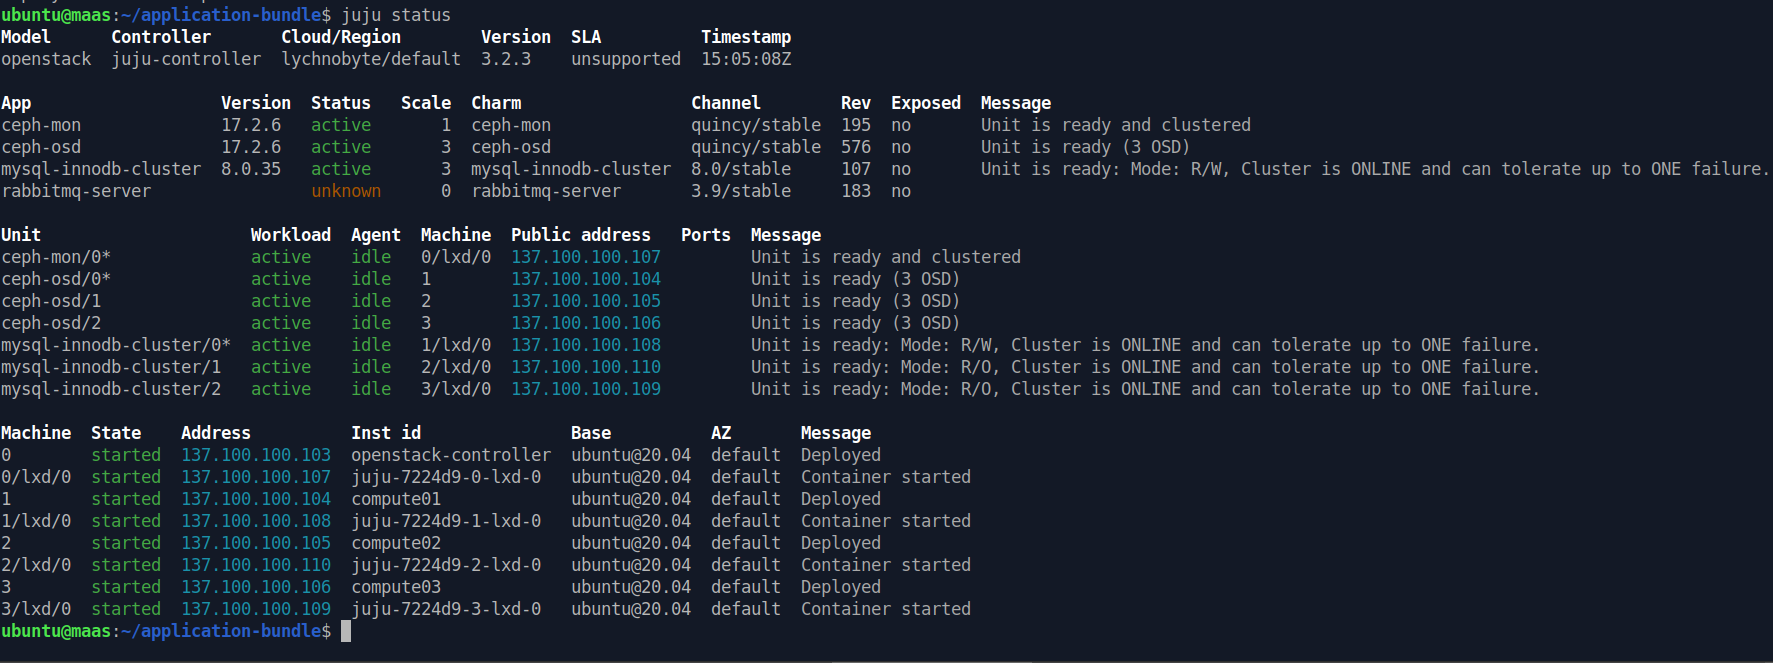 ubuntu@maas:~/application-bundle$ juju status
Model      Controller       Cloud/Region        Version  SLA          Timestamp
openstack  juju-controller  lychnobyte/default  3.2.3    unsupported  15:05:08Z

App                   Version  Status   Scale  Charm                 Channel        Rev  Exposed  Message
ceph-mon              17.2.6   active       1  ceph-mon              quincy/stable  195  no       Unit is ready and clustered
ceph-osd              17.2.6   active       3  ceph-osd              quincy/stable  576  no       Unit is ready (3 OSD)
mysql-innodb-cluster  8.0.35   active       3  mysql-innodb-cluster  8.0/stable     107  no       Unit is ready: Mode: R/W, Cluster is ONLINE and can tolerate up to ONE failure.
rabbitmq-server                unknown      0  rabbitmq-server       3.9/stable     183  no

Unit                     Workload  Agent  Machine  Public address   Ports  Message
ceph-mon/0*              active    idle   0/lxd/0  137.100.100.107         Unit is ready and clustered
ceph-osd/0*              active    idle   1        137.100.100.104         Unit is ready (3 OSD)
ceph-osd/1               active    idle   2        137.100.100.105         Unit is ready (3 OSD)
ceph-osd/2               active    idle   3        137.100.100.106         Unit is ready (3 OSD)
mysql-innodb-cluster/0*  active    idle   1/lxd/0  137.100.100.108         Unit is ready: Mode: R/W, Cluster is ONLINE and can tolerate up to ONE failure.
mysql-innodb-cluster/1   active    idle   2/lxd/0  137.100.100.110         Unit is ready: Mode: R/O, Cluster is ONLINE and can tolerate up to ONE failure.
mysql-innodb-cluster/2   active    idle   3/lxd/0  137.100.100.109         Unit is ready: Mode: R/O, Cluster is ONLINE and can tolerate up to ONE failure.

Machine  State    Address          Inst id               Base          AZ       Message
0        started  137.100.100.103  openstack-controller  ubuntu@20.04  default  Deployed
0/lxd/0  started  137.100.100.107  juju-7224d9-0-lxd-0   ubuntu@20.04  default  Container started
1        started  137.100.100.104  compute01             ubuntu@20.04  default  Deployed
1/lxd/0  started  137.100.100.108  juju-7224d9-1-lxd-0   ubuntu@20.04  default  Container started
2        started  137.100.100.105  compute02             ubuntu@20.04  default  Deployed
2/lxd/0  started  137.100.100.110  juju-7224d9-2-lxd-0   ubuntu@20.04  default  Container started
3        started  137.100.100.106  compute03             ubuntu@20.04  default  Deployed
3/lxd/0  started  137.100.100.109  juju-7224d9-3-lxd-0   ubuntu@20.04  default  Container started
ubuntu@maas:~/application-bundle$